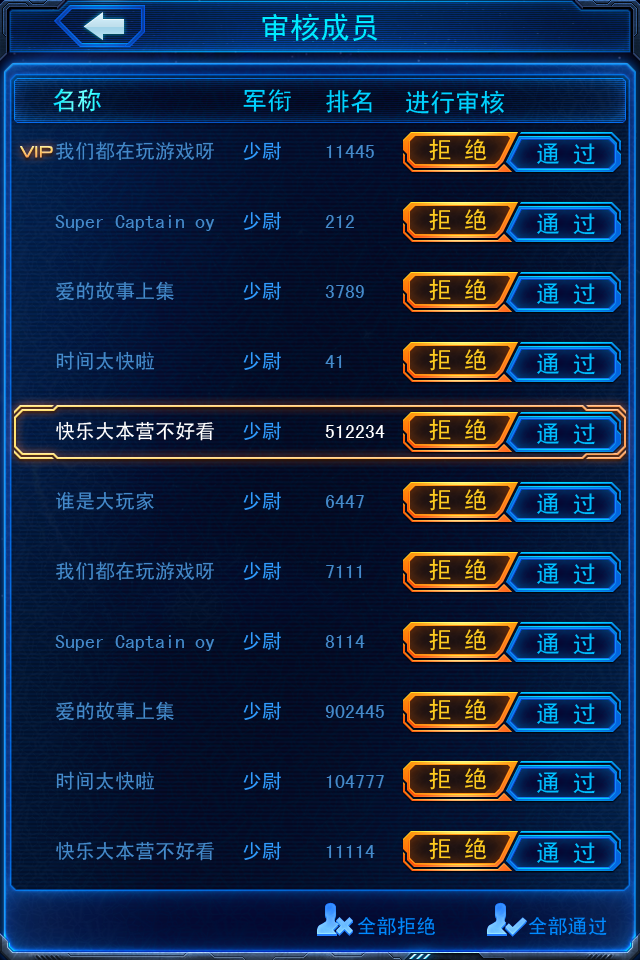 审核成员
名称 军衔 排名 进行审核
VIP 我们都在玩游戏呀 少尉 11445 拒绝 通过
Super Captain oy 少尉 212 拒绝 通过
爱的故事上集 少尉 3789 拒绝 通过
时间太快啦 少尉 41 拒绝 通过
快乐大本营不好看 少尉 512234 拒绝 通过
谁是大玩家 少尉 6447 拒绝 通过
我们都在玩游戏呀 少尉 7111 拒绝 通过
Super Captain oy 少尉 8114 拒绝 通过
爱的故事上集 少尉 902445 拒绝 通过
时间太快啦 少尉 104777 拒绝 通过
快乐大本营不好看 少尉 11114 拒绝 通过
全部拒绝 全部通过